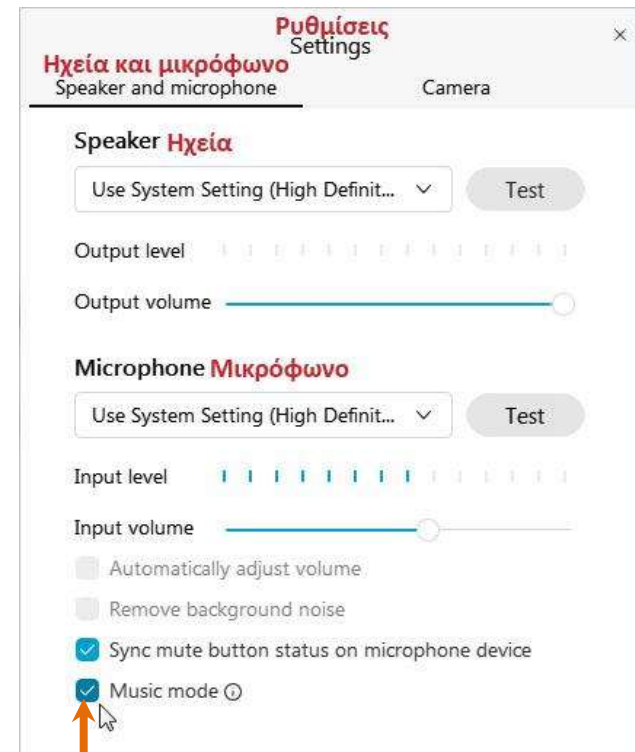 Ρυθμίσεις
Settings
Ηχεία και μικρόφωνο
Speaker and microphone Camera
Speaker Ηχεία
Use System Setting (High Definit... Test
Output level
Output volume
Microphone Μικρόφωνο
Use System Setting (High Definit... Test
Input level
Input volume
Automatically adjust volume
Remove background noise
Sync mute button status on microphone device
Music mode